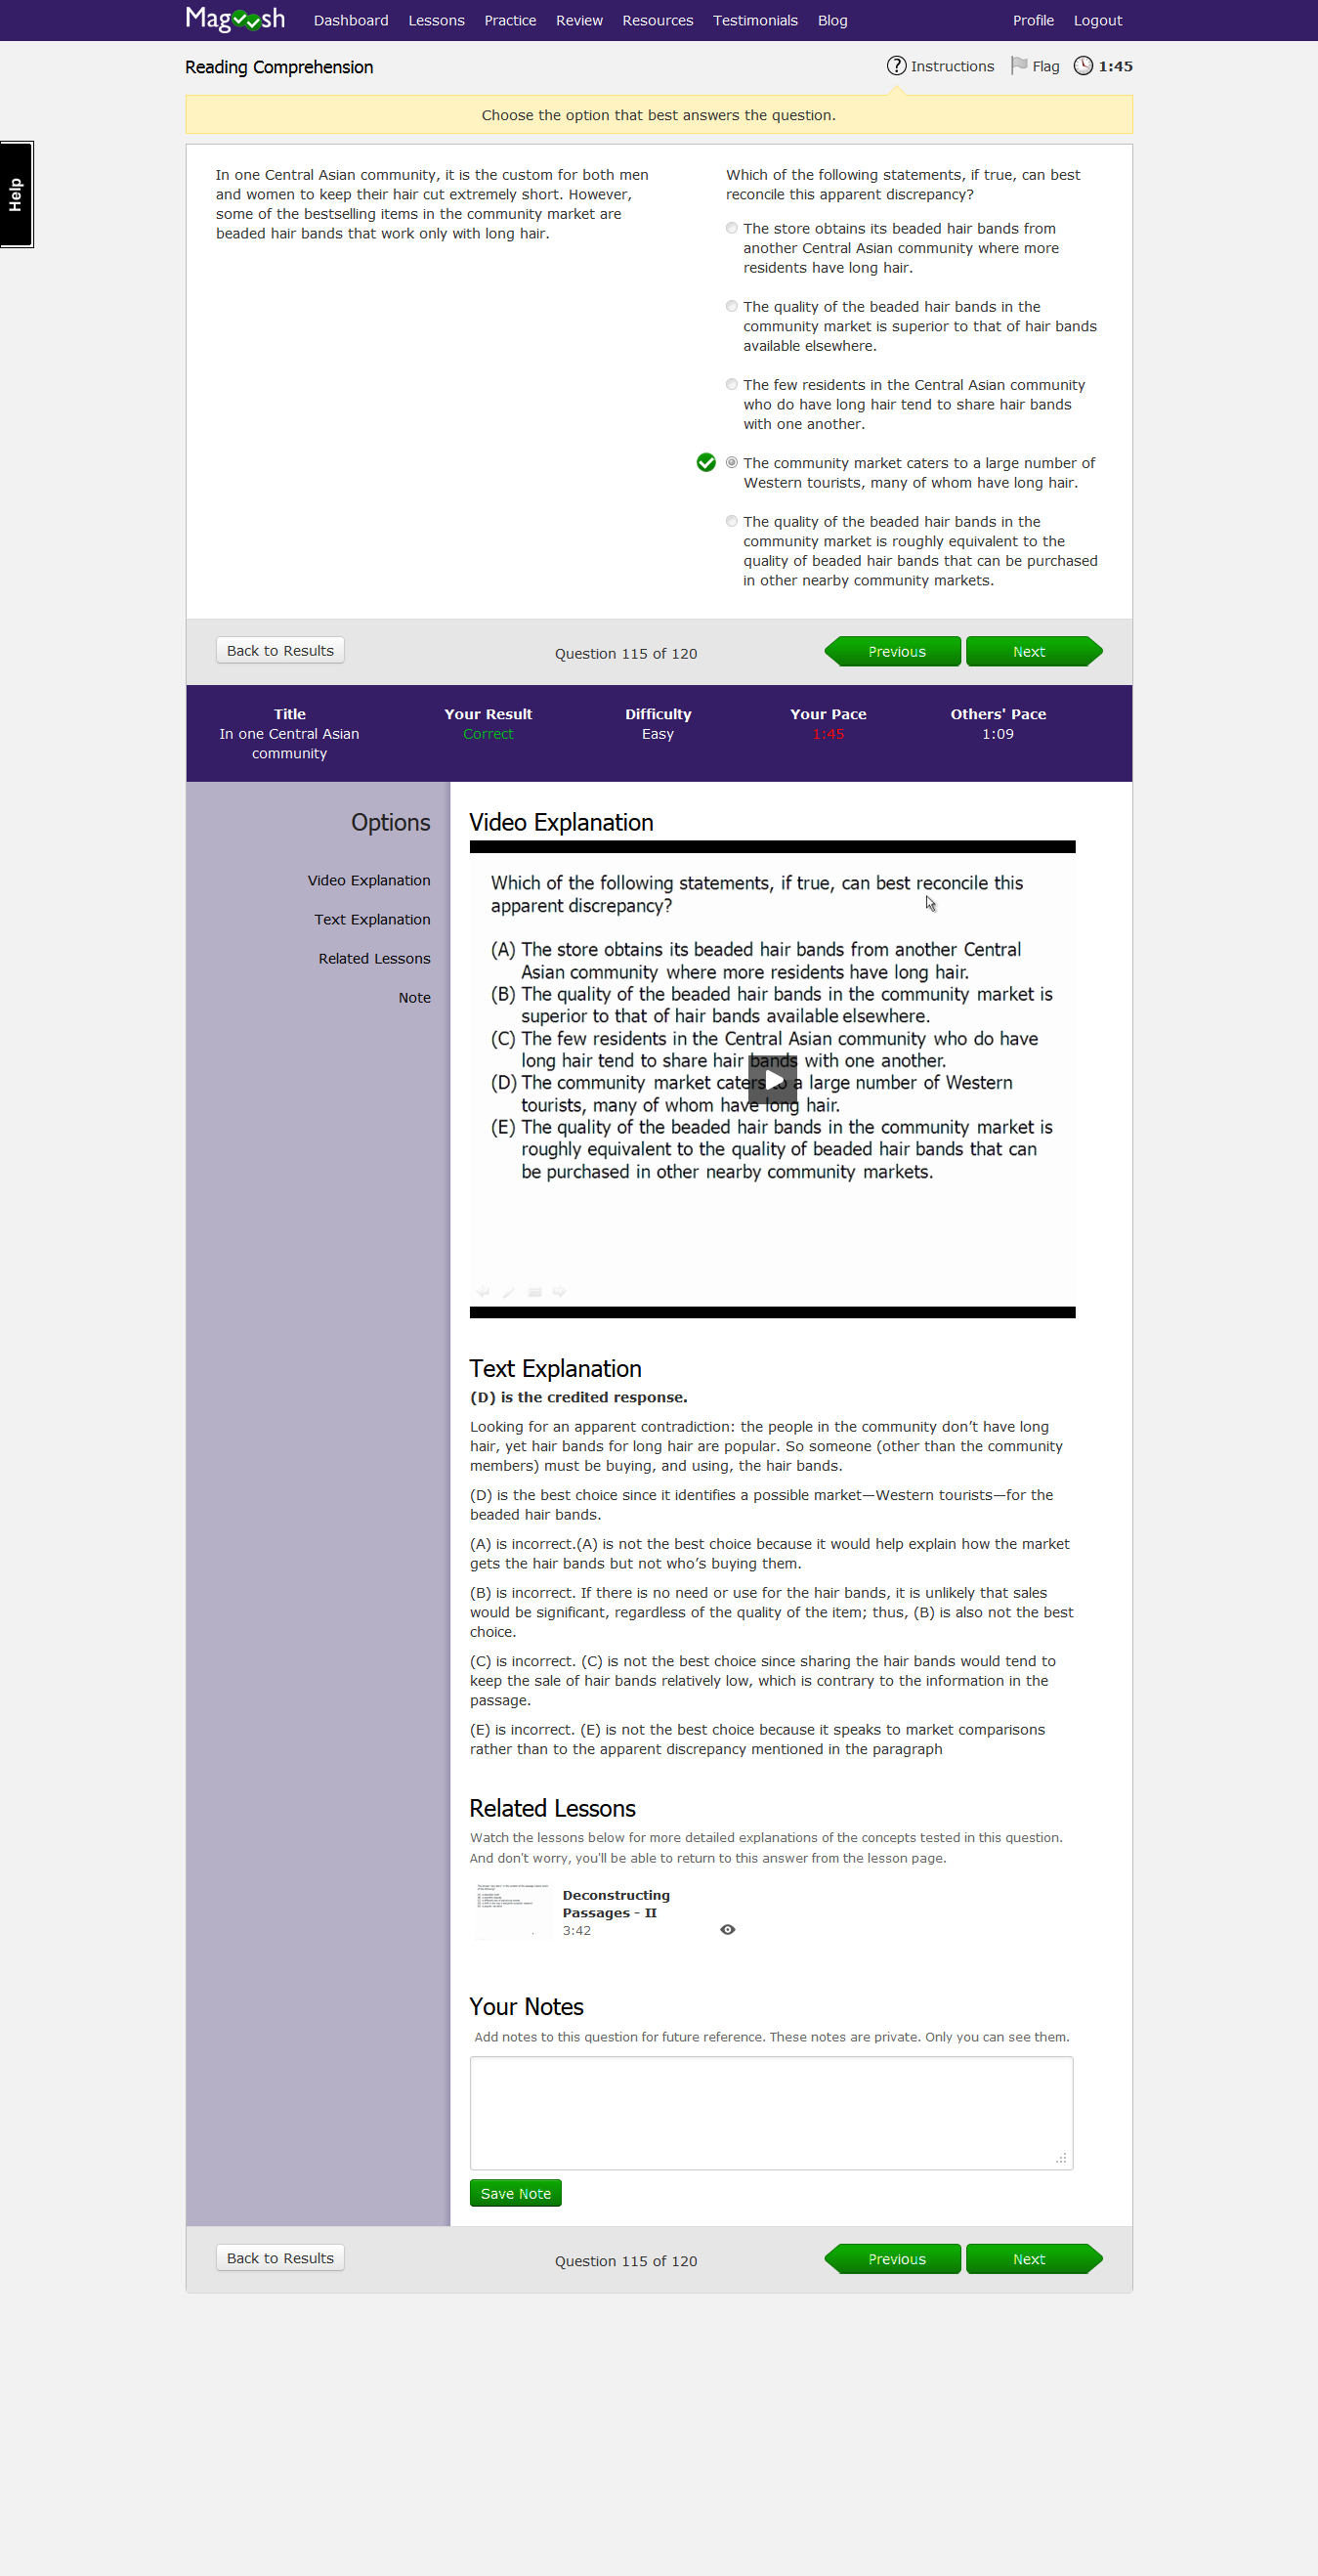 Magoosh Dashboard Lessons Practice Review Resources Testimonials Blog Profile Logout
Reading Comprehension
? Instructions Flag 1:45
Choose the option that best answers the question.
Help
In one Central Asian community, it is the custom for both men
and women to keep their hair cut extremely short. However,
some of the bestselling items in the community market are
beaded hair bands that work only with long hair.
Which of the following statements, if true, can best
reconcile this apparent discrepancy?
The store obtains its beaded hair bands from
another Central Asian community where more
residents have long hair.
The quality of the beaded hair bands in the
community market is superior to that of hair bands
available elsewhere.
The few residents in the Central Asian community
who do have long hair tend to share hair bands
with one another.
The community market caters to a large number of
Western tourists, many of whom have long hair.
The quality of the beaded hair bands in the
community market is roughly equivalent to the
quality of beaded hair bands that can be purchased
in other nearby community markets.
Back to Results Question 115 of 120 Previous Next
Title Your Result Difficulty Your Pace Others' Pace
In one Central Asian Correct Easy 1:45 1:09
community
Options
Video Explanation
Text Explanation
Related Lessons
Note
Video Explanation
Which of the following statements, if true, can best reconcile this
apparent discrepancy?
(A) The store obtains its beaded hair bands from another Central
Asian community where more residents have long hair.
(B) The quality of the beaded hair bands in the community market is
superior to that of hair bands available elsewhere.
(C) The few residents in the Central Asian community who do have
long hair tend to share hair bands with one another.
(D) The community market caters to a large number of Western
tourists, many of whom have long hair.
(E) The quality of the beaded hair bands in the community market is
roughly equivalent to the quality of beaded hair bands that can
be purchased in other nearby community markets.
Text Explanation
(D) is the credited response.
Looking for an apparent contradiction: the people in the community don’t have long
hair, yet hair bands for long hair are popular. So someone (other than the community
members) must be buying, and using, the hair bands.
(D) is the best choice since it identifies a possible market—Western tourists—for the
beaded hair bands.
(A) is incorrect.(A) is not the best choice because it would help explain how the market
gets the hair bands but not who’s buying them.
(B) is incorrect. If there is no need or use for the hair bands, it is unlikely that sales
would be significant, regardless of the quality of the item; thus, (B) is also not the best
choice.
(C) is incorrect. (C) is not the best choice since sharing the hair bands would tend to
keep the sale of hair bands relatively low, which is contrary to the information in the
passage.
(E) is incorrect. (E) is not the best choice because it speaks to market comparisons
rather than to the apparent discrepancy mentioned in the paragraph
Related Lessons
Watch the lessons below for more detailed explanations of the concepts tested in this question.
And don't worry, you'll be able to return to this answer from the lesson page.
Deconstructing
Passages - II
3:42
Your Notes
Add notes to this question for future reference. These notes are private. Only you can see them.
Save Note
Back to Results Question 115 of 120 Previous Next